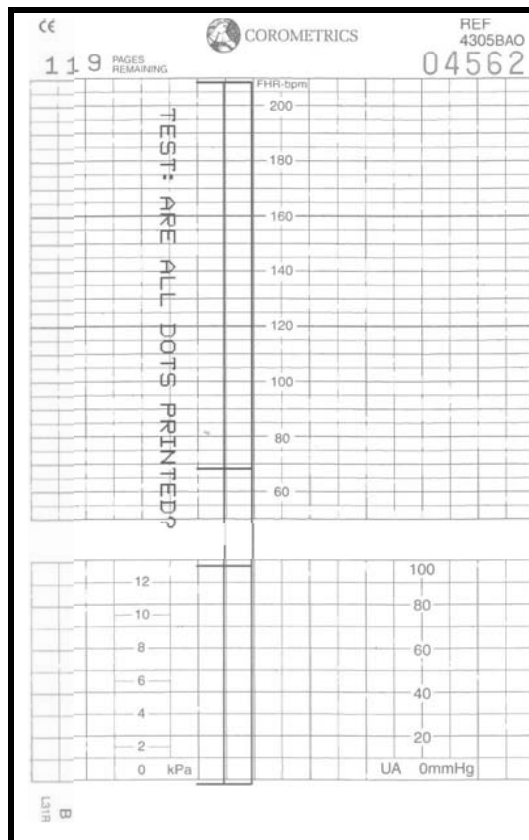 CE
COROMETRICS
REF
4305BAO
119 PAGES REMAINING
04562
FHR-bpm
200
180
160
140
120
100
80
60
TEST: ARE ALL DOTS PRINTED?
12
10
8
6
4
2
0 kPa
100
80
60
40
20
UA 0mmHg
L31R
B